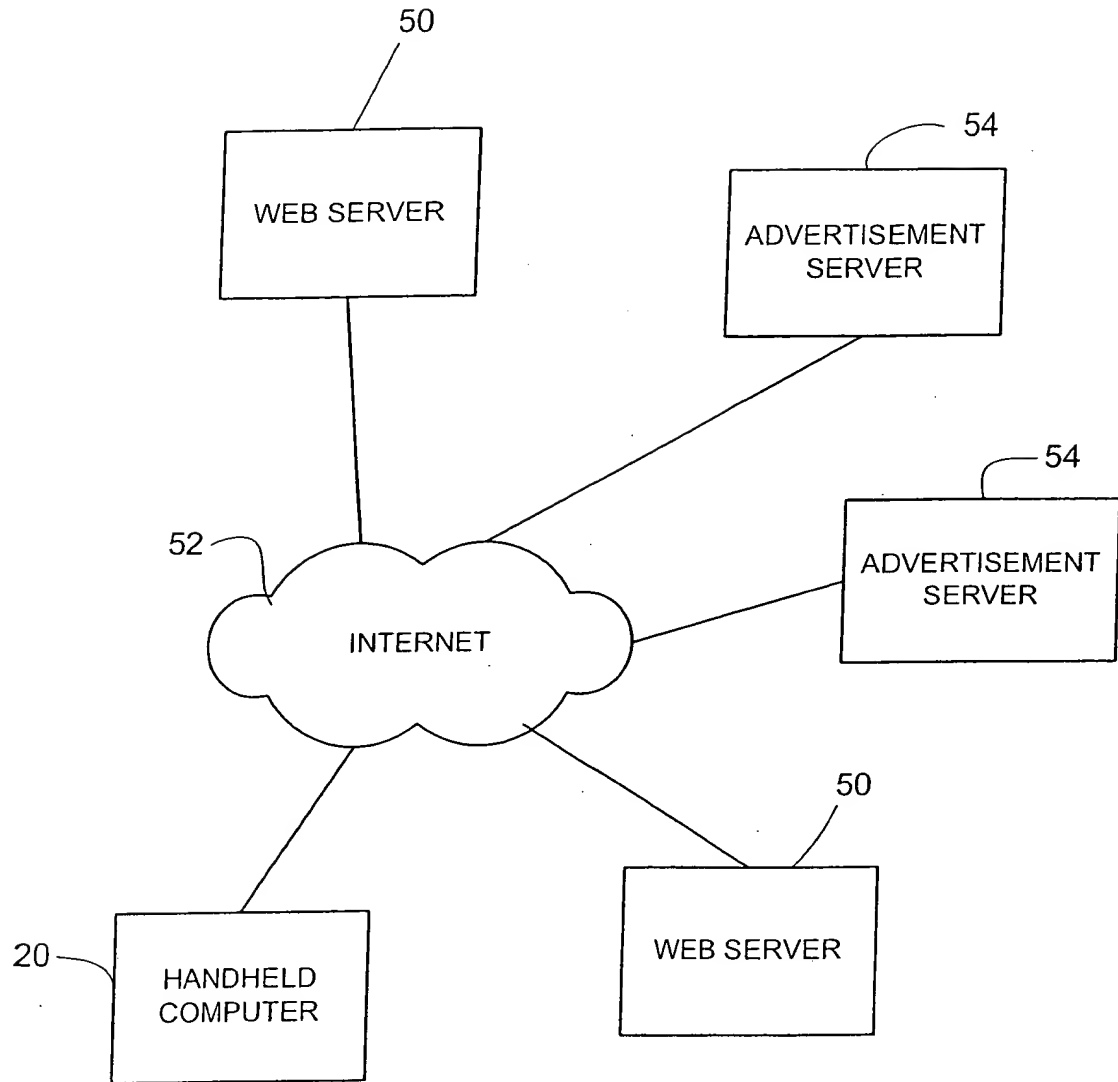 50
WEB SERVER
54
ADVERTISEMENT
SERVER
54
ADVERTISEMENT
SERVER
52
INTERNET
50
WEB SERVER
20
HANDHELD
COMPUTER